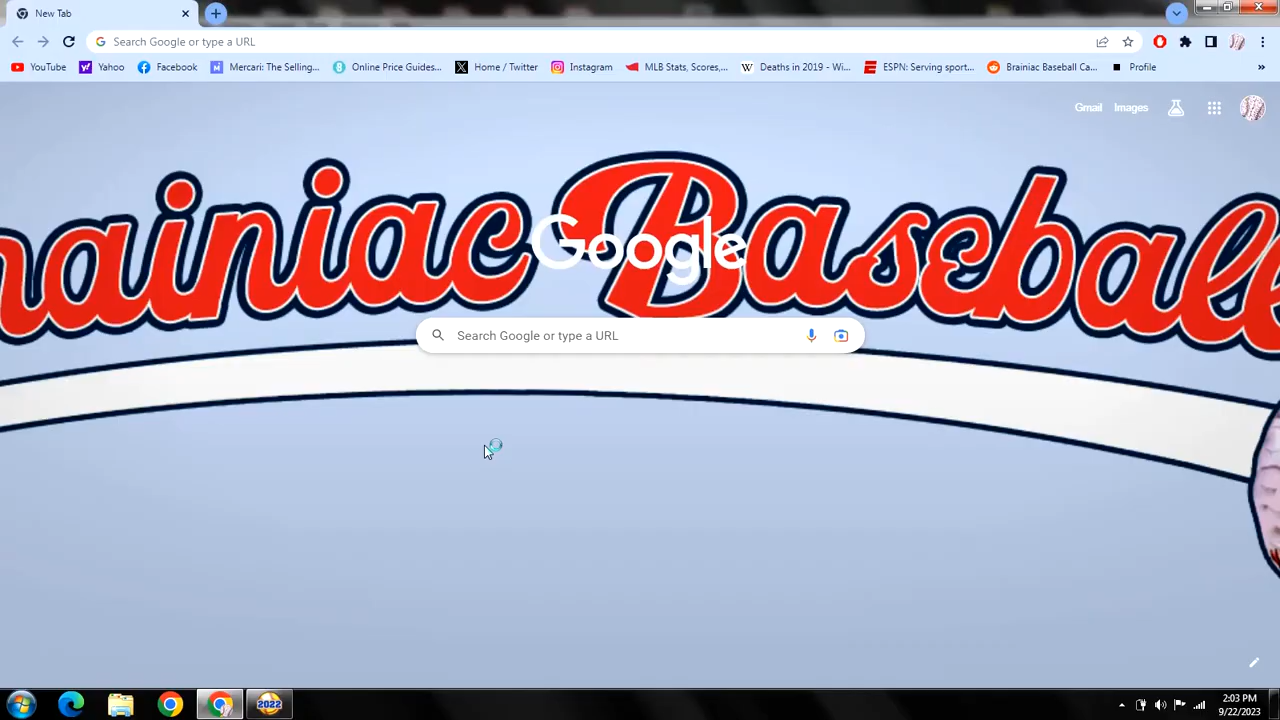 New Tab
Search Google or type a URL
YouTube
Yahoo
Facebook
Mercari: The Selling...
Online Price Guides...
Home / Twitter
Instagram
MLB Stats, Scores,...
Deaths in 2019 - Wi...
ESPN: Serving sport...
Brainiac Baseball Ca...
Profile
»
Gmail
Images
rainiac Baseball
Google
Search Google or type a URL
2022
2:03 PM
9/22/2023